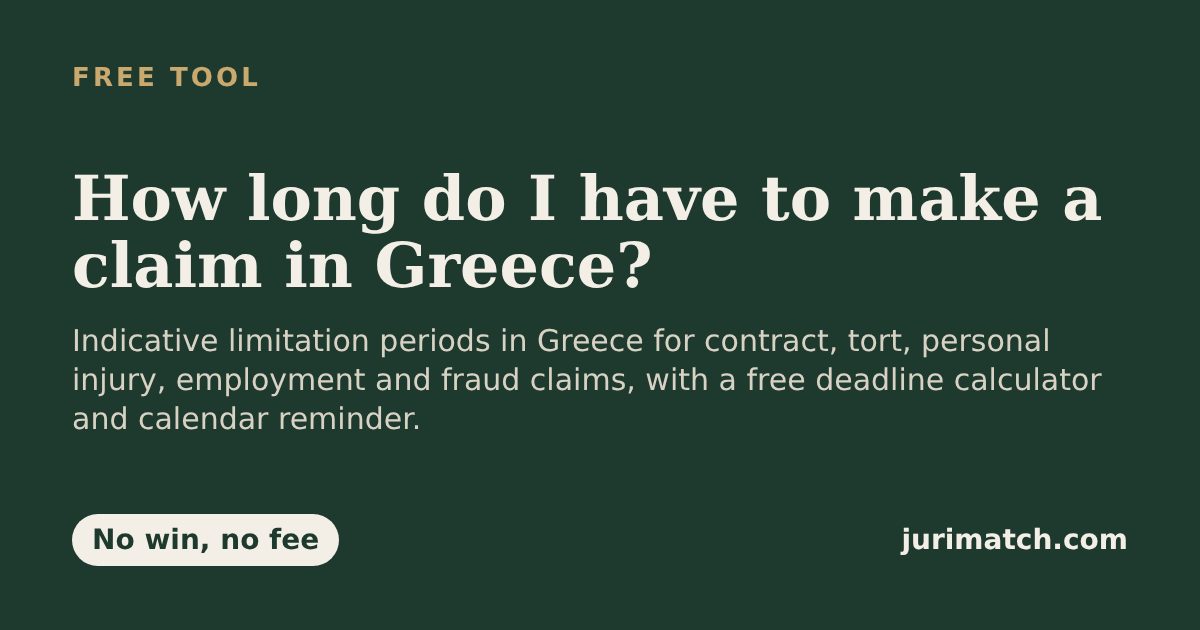 FREE TOOL
How long do I have to make a
claim in Greece?
Indicative limitation periods in Greece for contract, tort, personal
injury, employment and fraud claims, with a free deadline calculator
and calendar reminder.
No win, no fee
jurimatch.com